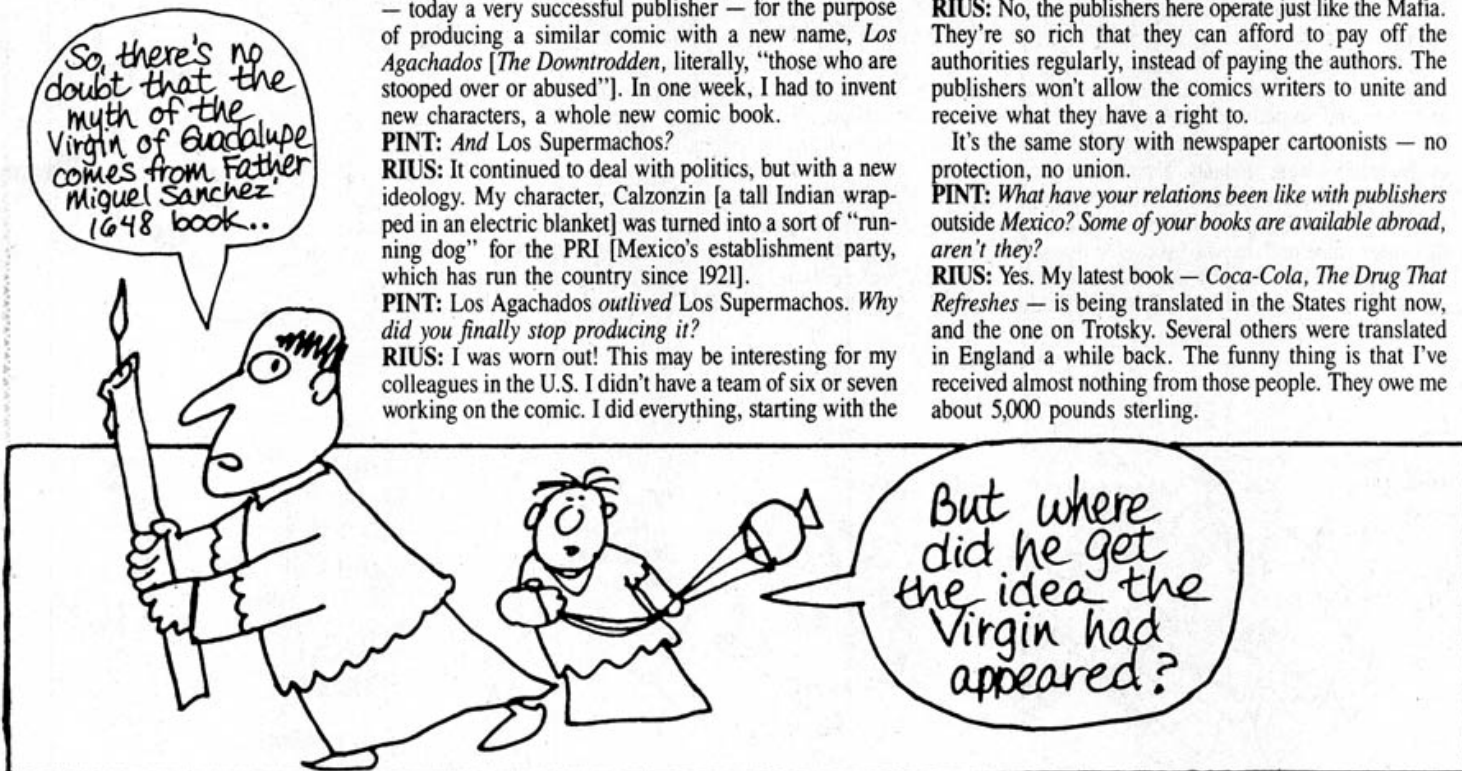 So, there's no
doubt that the
myth of the
Virgin of Guadalupe
comes from Father
Miguel Sanchez'
1648 book..
— today a very successful publisher — for the purpose
of producing a similar comic with a new name, Los
Agachados [The Downtrodden, literally, “those who are
stooped over or abused”]. In one week, I had to invent
new characters, a whole new comic book.
PINT: And Los Supermachos?
RIUS: It continued to deal with politics, but with a new
ideology. My character, Calzonzin [a tall Indian wrap-
ped in an electric blanket] was turned into a sort of “run-
ning dog” for the PRI [Mexico's establishment party,
which has run the country since 1921].
PINT: Los Agachados outlived Los Supermachos. Why
did you finally stop producing it?
RIUS: I was worn out! This may be interesting for my
colleagues in the U.S. I didn't have a team of six or seven
working on the comic. I did everything, starting with the
RIUS: No, the publishers here operate just like the Mafia.
They're so rich that they can afford to pay off the
authorities regularly, instead of paying the authors. The
publishers won't allow the comics writers to unite and
receive what they have a right to.
It's the same story with newspaper cartoonists — no
protection, no union.
PINT: What have your relations been like with publishers
outside Mexico? Some of your books are available abroad,
aren't they?
RIUS: Yes. My latest book — Coca-Cola, The Drug That
Refreshes — is being translated in the States right now,
and the one on Trotsky. Several others were translated
in England a while back. The funny thing is that I've
received almost nothing from those people. They owe me
about 5,000 pounds sterling.
But where
did he get
the idea the
Virgin had
appeared?